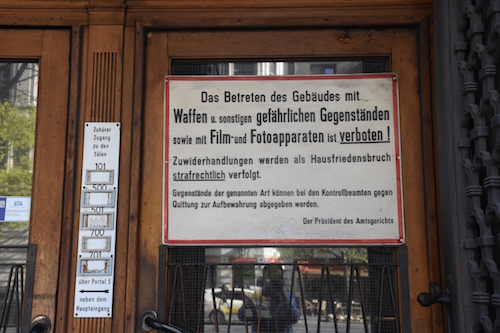 Zuhörer
Zugang
zu den
Sälen
101
500
501
700
701
über Portal 5
neben dem
Haupteingang
Das Betreten des Gebäudes mit
Waffen u. sonstigen gefährlichen Gegenständen
sowie mit Film- und Fotoapparaten ist verboten !
Zuwiderhandlungen werden als Hausfriedensbruch
strafrechtlich verfolgt.
Gegenstände der genannten Art können bei den Kontrollbeamten gegen
Quittung zur Aufbewahrung abgegeben werden.
Der Präsident des Amtsgerichts